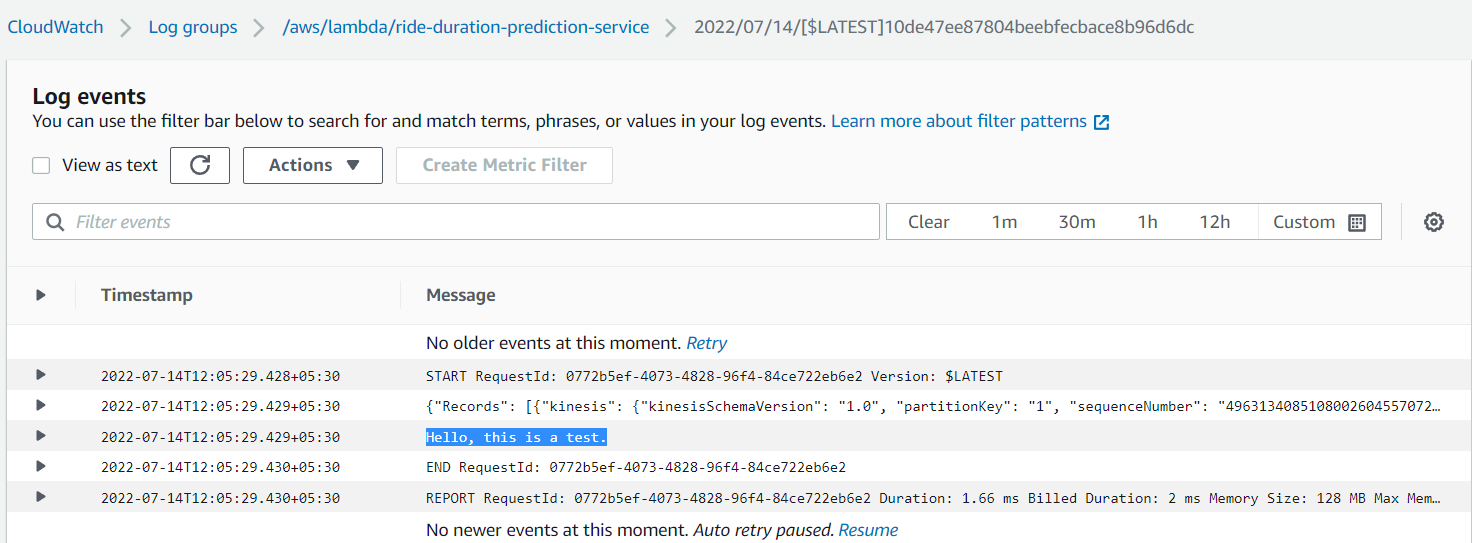 CloudWatch > Log groups > /aws/lambda/ride-duration-prediction-service > 2022/07/14/[$LATEST]10de47ee87804beebfecbace8b96d6dc
Log events
You can use the filter bar below to search for and match terms, phrases, or values in your log events. Learn more about filter patterns
View as text Actions Create Metric Filter
Filter events Clear 1m 30m 1h 12h Custom
Timestamp Message
No older events at this moment. Retry
2022-07-14T12:05:29.428+05:30 START RequestId: 0772b5ef-4073-4828-96f4-84ce722eb6e2 Version: $LATEST
2022-07-14T12:05:29.429+05:30 {"Records": [{"kinesis": {"kinesisSchemaVersion": "1.0", "partitionKey": "1", "sequenceNumber": "4963134085108002604557072…
2022-07-14T12:05:29.429+05:30 Hello, this is a test.
2022-07-14T12:05:29.430+05:30 END RequestId: 0772b5ef-4073-4828-96f4-84ce722eb6e2
2022-07-14T12:05:29.430+05:30 REPORT RequestId: 0772b5ef-4073-4828-96f4-84ce722eb6e2 Duration: 1.66 ms Billed Duration: 2 ms Memory Size: 128 MB Max Mem…
No newer events at this moment. Auto retry paused. Resume